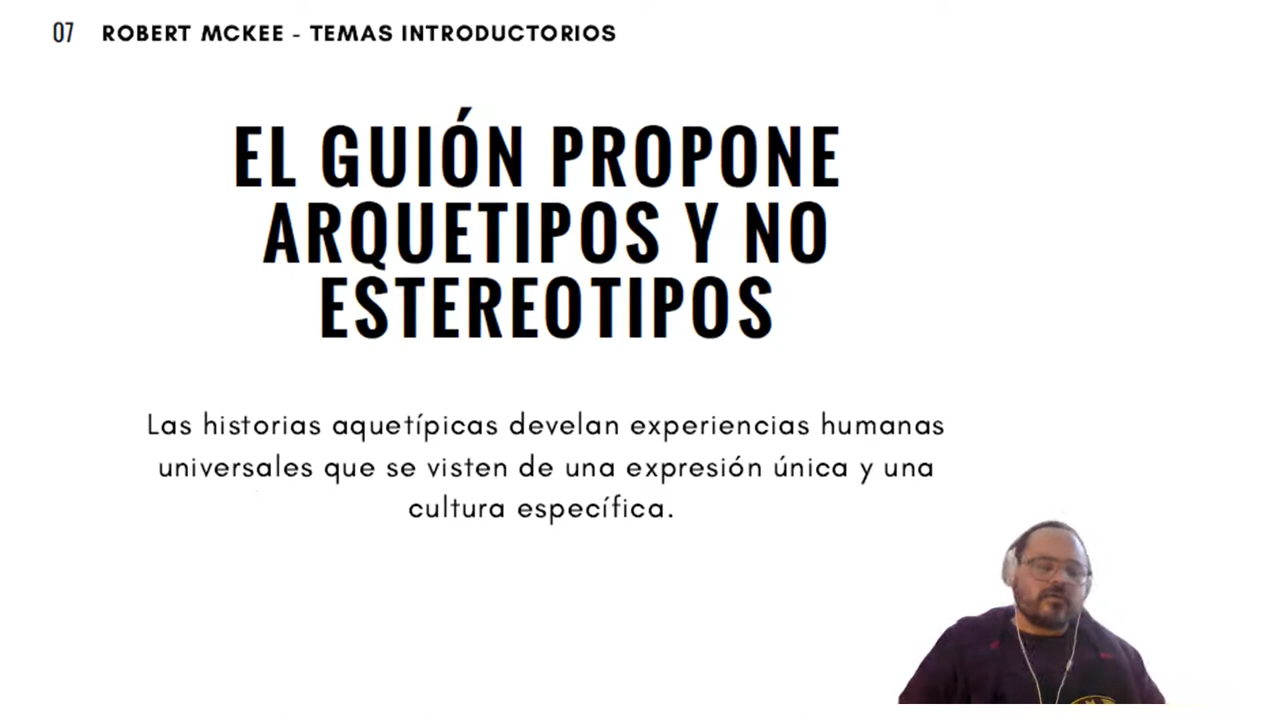 07 ROBERT MCKEE - TEMAS INTRODUCTORIOS
EL GUIÓN PROPONE
ARQUETIPOS Y NO
ESTEREOTIPOS
Las historias aquetípicas develan experiencias humanas
universales que se visten de una expresión única y una
cultura específica.